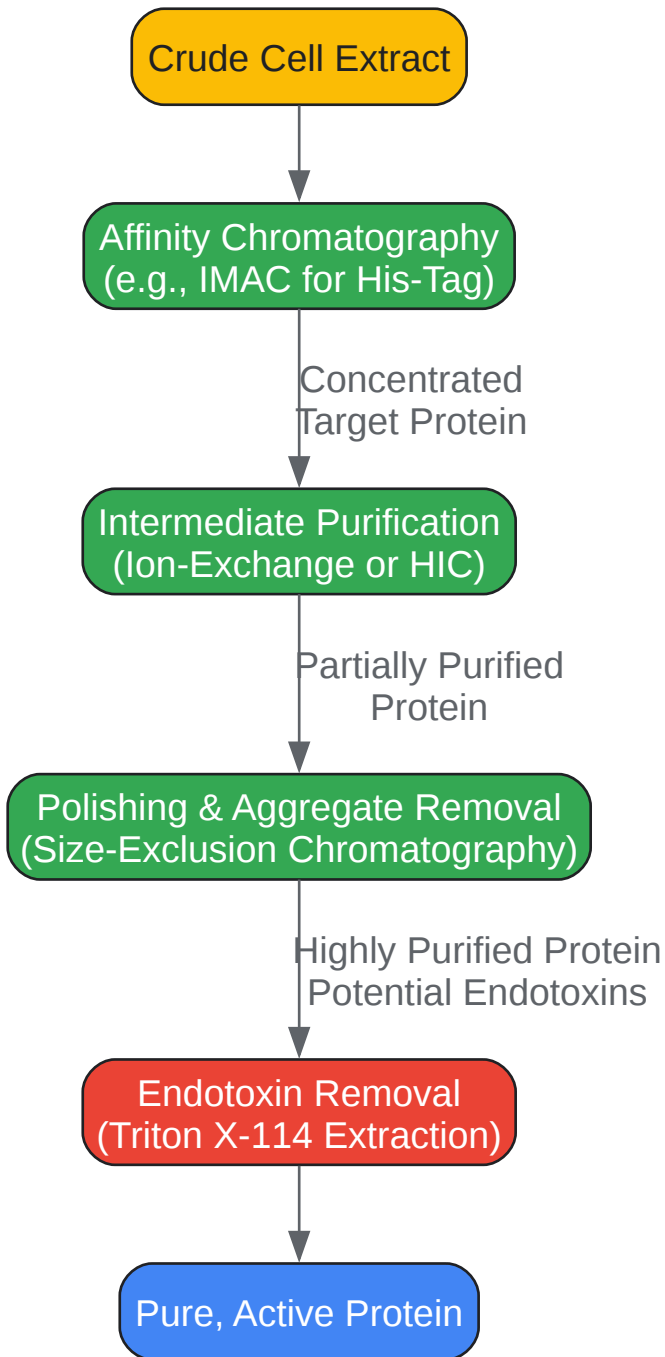 Crude Cell Extract
Affinity Chromatography
(e.g., IMAC for His-Tag)
Concentrated
Target Protein
Intermediate Purification
(Ion-Exchange or HIC)
Partially Purified
Protein
Polishing & Aggregate Removal
(Size-Exclusion Chromatography)
Highly Purified Protein
Potential Endotoxins
Endotoxin Removal
(Triton X-114 Extraction)
Pure, Active Protein